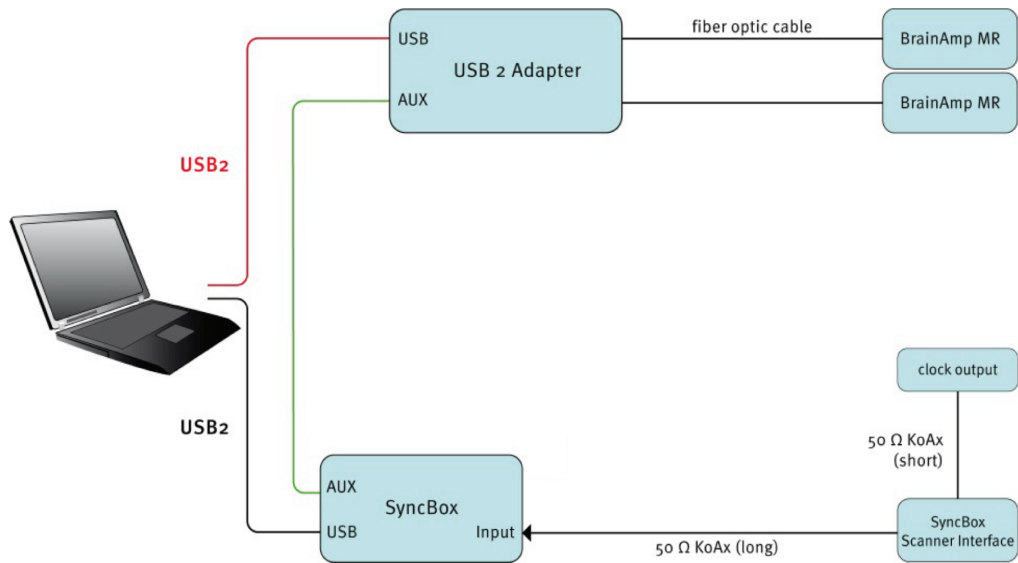 fiber optic cable
USB
USB 2 Adapter
AUX
BrainAmp MR
BrainAmp MR
USB2
USB2
clock output
50 Ω KoAx
(short)
AUX
SyncBox
USB
Input
50 Ω KoAx (long)
SyncBox
Scanner Interface